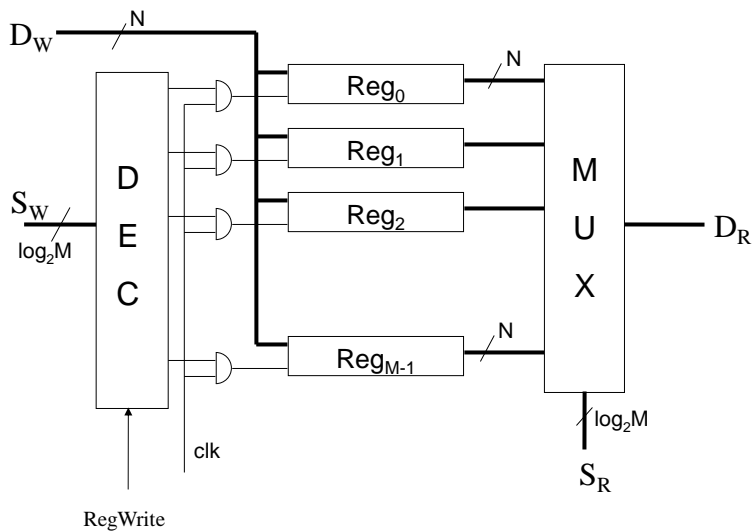 D_W
N
Reg_0
N
Reg_1
D
E
C
M
U
X
S_W
log_2M
Reg_2
D_R
N
Reg_M-1
clk
log_2M
S_R
RegWrite